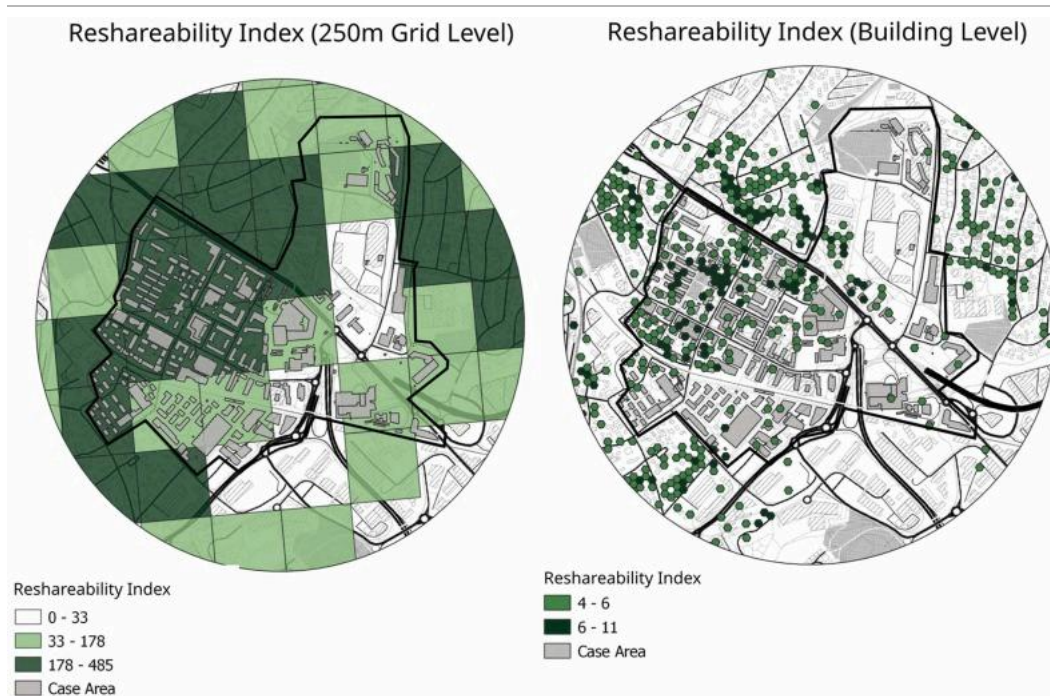 Reshareability Index (250m Grid Level)
Reshareability Index (Building Level)
Reshareability Index
0 - 33
33 - 178
178 - 485
Case Area
Reshareability Index
4 - 6
6 - 11
Case Area